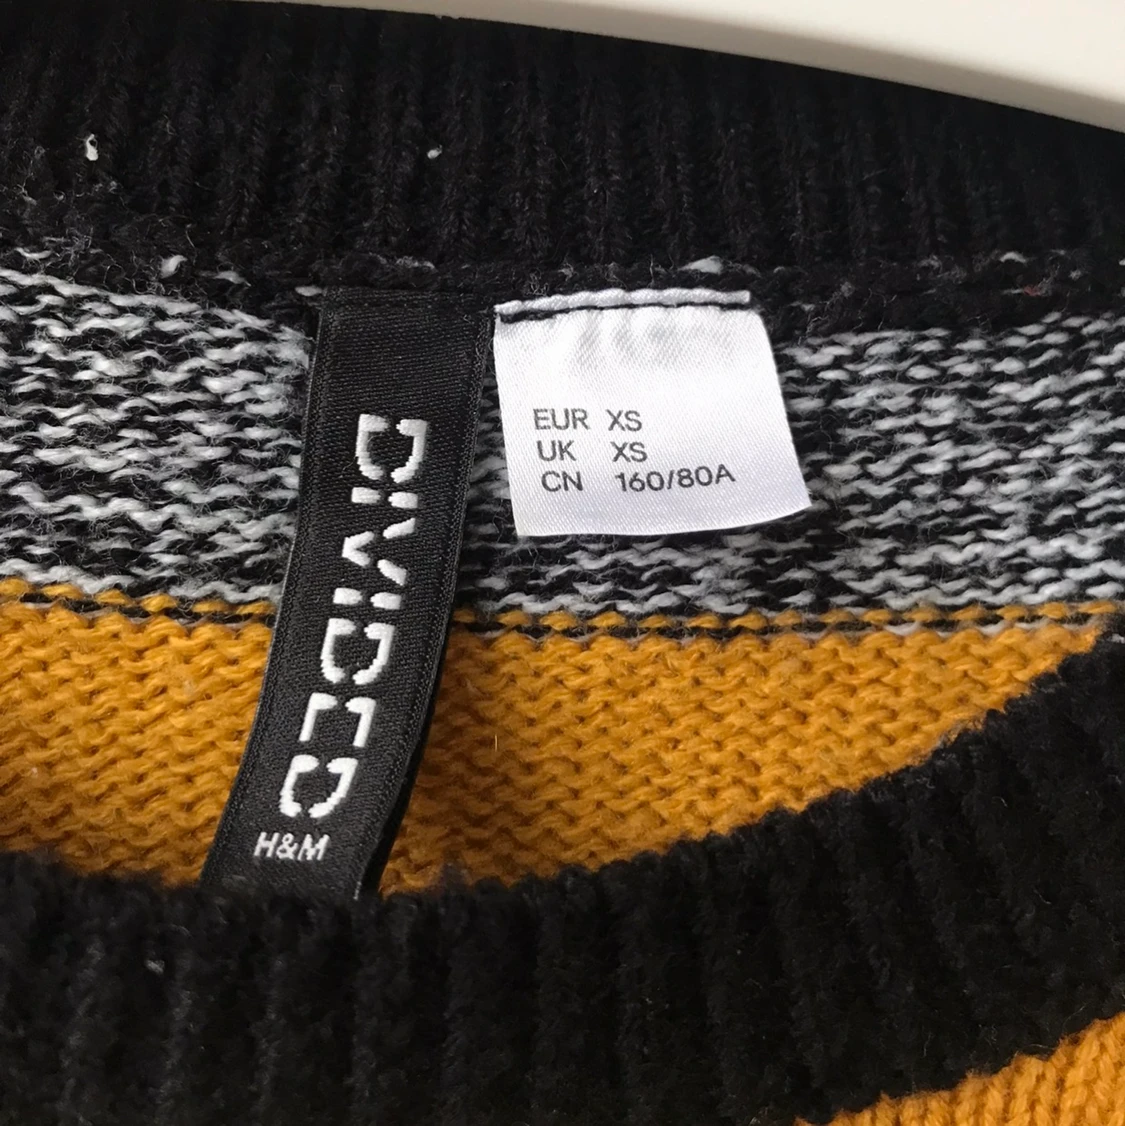 DIVIDED
H&M
EUR XS
UK XS
CN 160/80A